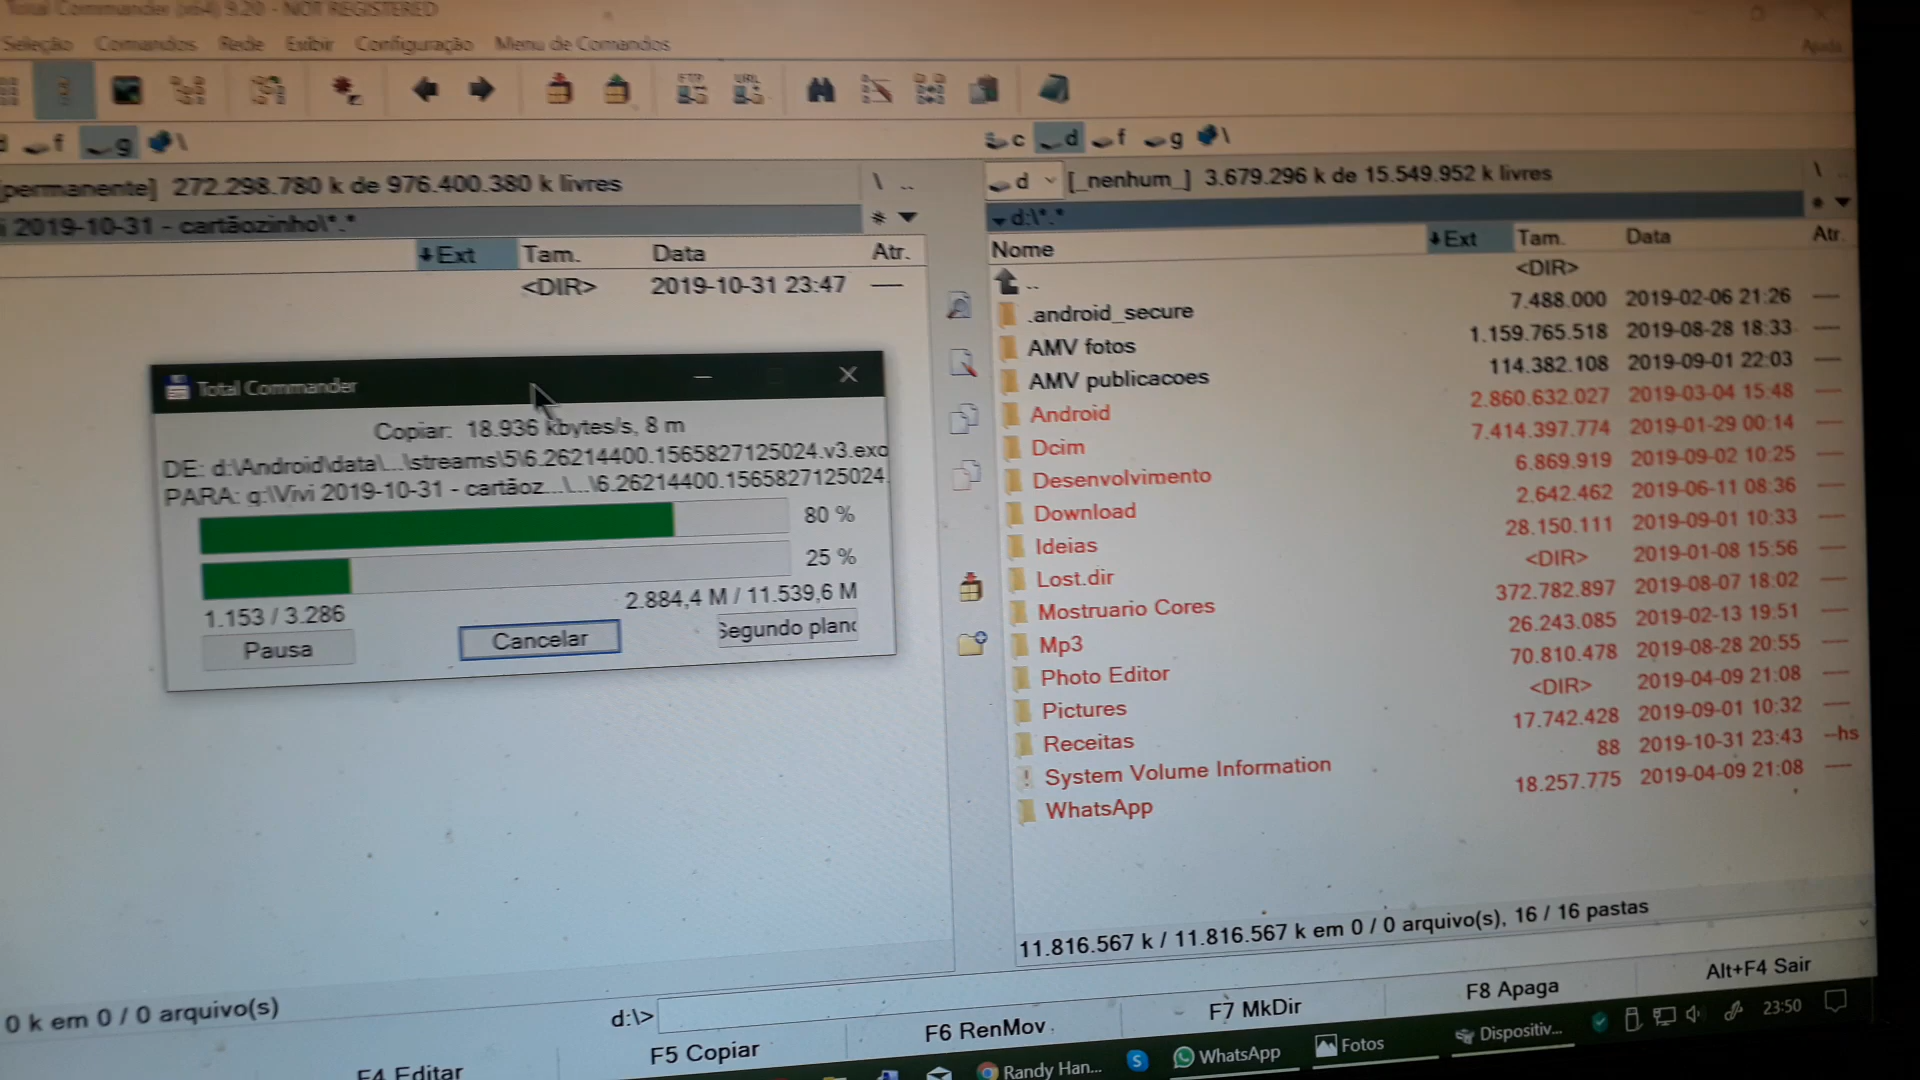 Total Commander (x64) 9.20 - NOT REGISTERED
Seleção Comandos Rede Exibir Configuração Menu de Comandos
Ajuda
FTP URL
f g \
c d f g \
[permanente] 272.298.780 k de 976.400.380 k livres
\ ..
d [_nenhum_] 3.679.296 k de 15.549.952 k livres
\ ..
i 2019-10-31 - cartãozinho\*.*
* ▼
d:\*.*
* ▼
Ext Tam. Data Atr.
<DIR> 2019-10-31 23:47 —
Nome Ext Tam. Data Atr.
.. <DIR>
.android_secure 7.488.000 2019-02-06 21:26 —
AMV fotos 1.159.765.518 2019-08-28 18:33 —
AMV publicacoes 114.382.108 2019-09-01 22:03 —
Android 2.860.632.027 2019-03-04 15:48 —
Dcim 7.414.397.774 2019-01-29 00:14 —
Desenvolvimento 6.869.919 2019-09-02 10:25 —
Download 2.642.462 2019-06-11 08:36 —
Ideias 28.150.111 2019-09-01 10:33 —
Lost.dir <DIR> 2019-01-08 15:56 —
Mostruario Cores 372.782.897 2019-08-07 18:02 —
Mp3 26.243.085 2019-02-13 19:51 —
Photo Editor 70.810.478 2019-08-28 20:55 —
Pictures <DIR> 2019-04-09 21:08 —
Receitas 17.742.428 2019-09-01 10:32 —
System Volume Information 88 2019-10-31 23:43 --hs
WhatsApp 18.257.775 2019-04-09 21:08 —
Total Commander
Copiar: 18.936 kbytes/s, 8 m
DE: d:\Android\data\...\streams\5\6.26214400.1565827125024.v3.exo
PARA: g:\Vivi 2019-10-31 - cartãoz...\...\6.26214400.1565827125024.
80 %
25 %
1.153 / 3.286 2.884,4 M / 11.539,6 M
Pausa Cancelar Segundo plano
0 k em 0 / 0 arquivo(s)
11.816.567 k / 11.816.567 k em 0 / 0 arquivo(s), 16 / 16 pastas
d:\>
F4 Editar F5 Copiar F6 RenMov F7 MkDir F8 Apaga Alt+F4 Sair
Randy Han... WhatsApp Fotos Dispositiv... 23:50